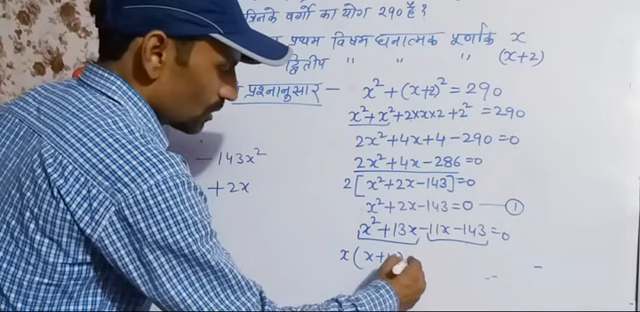 जिनके वर्गो का योग 290 है ?
प्रथम विषम धनात्मक पूर्णांक x
द्वितीय " " " (x+2)
प्रश्नानुसार —
x² + (x+2)² = 290
x² + x² + 2×x×2 + 2² = 290
2x² + 4x + 4 - 290 = 0
- 143x²
2x² + 4x - 286 = 0
+ 2x
2[x² + 2x - 143] = 0
x² + 2x - 143 = 0 — ①
x² + 13x - 11x - 143 = 0
x(x+